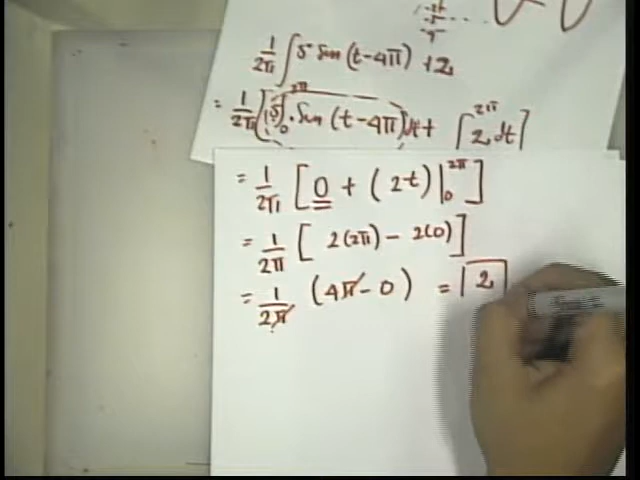 1/2π ∫ 5 sin (t-4π) + 2
= 1/2π ( 5∫₀^2π . Sin (t-4π) dt + ∫^2π 2 dt ]
= 1/2π [ 0 + (2t) |₀^2π ]
= 1/2π [ 2(2π) - 2(0) ]
= 1/2π (4π - 0) = 2